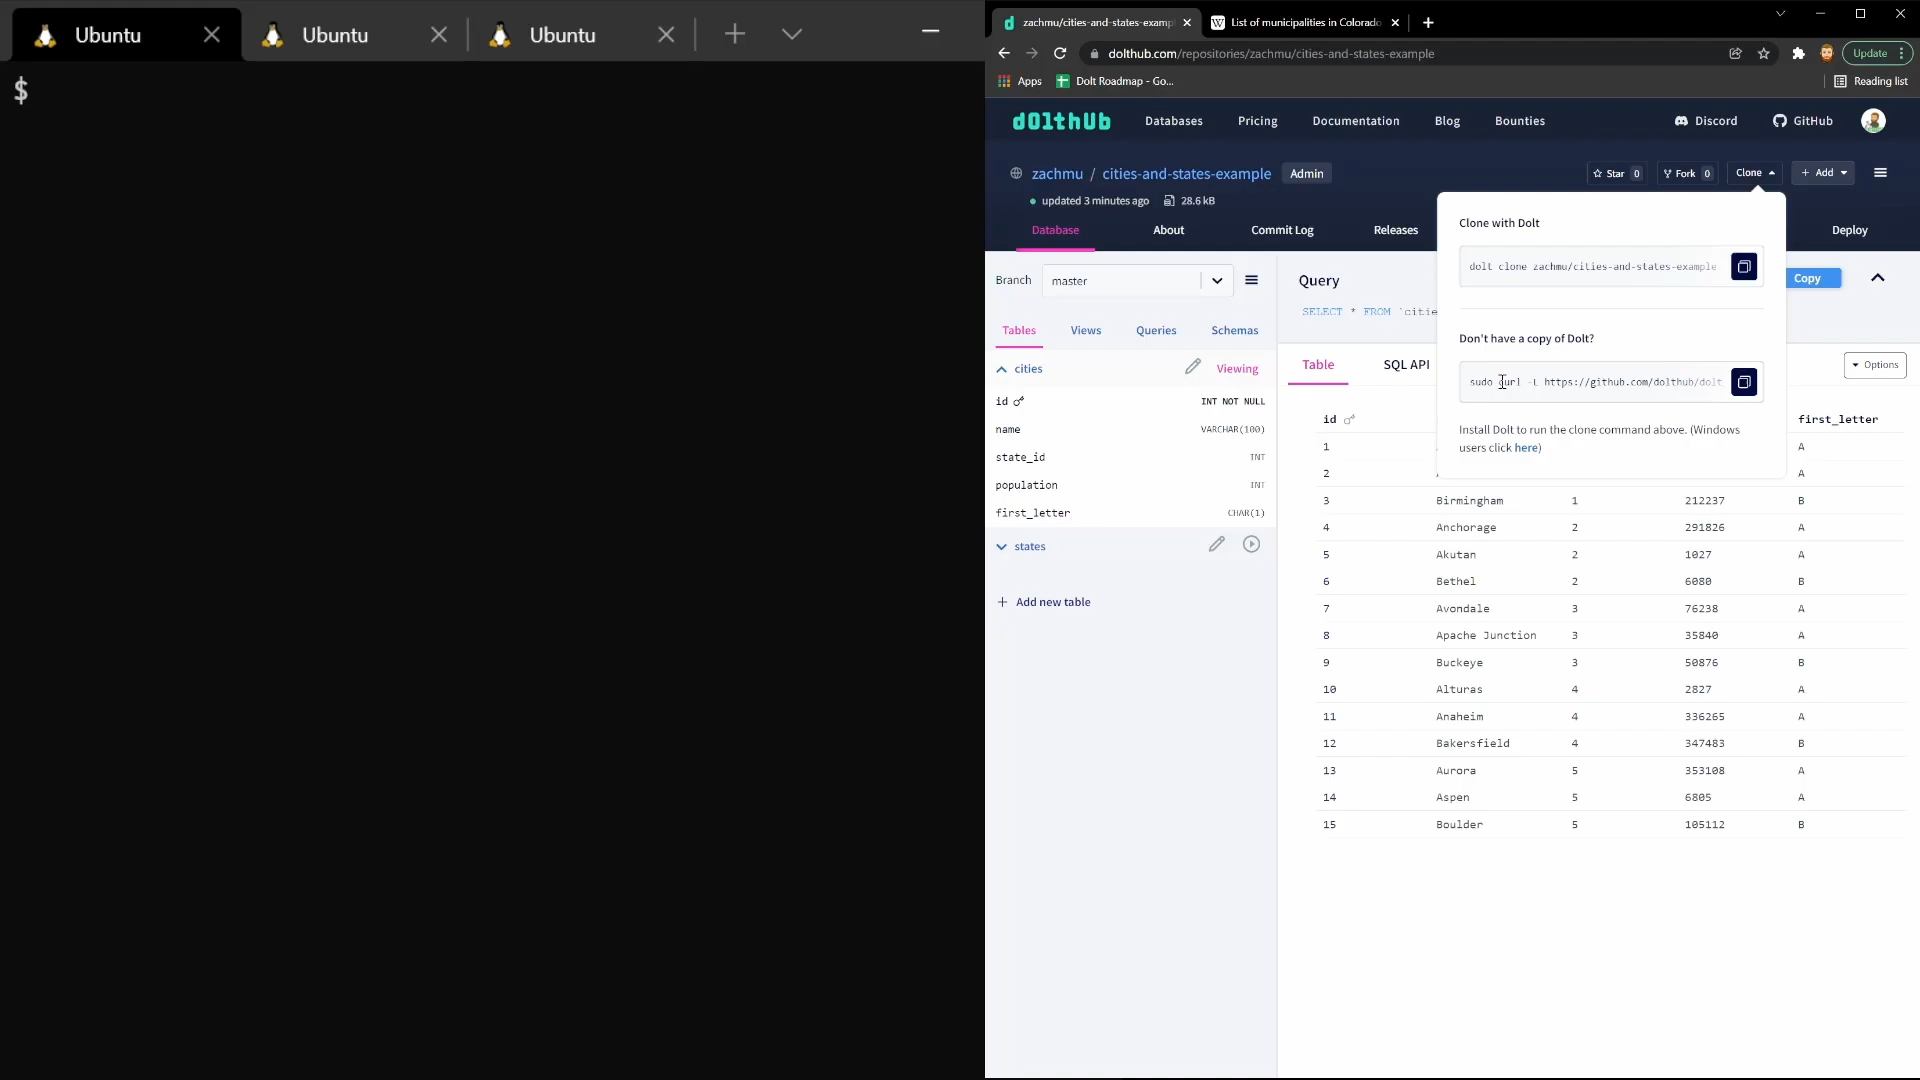 Ubuntu
Ubuntu
Ubuntu
$
zachmu/cities-and-states-examp
List of municipalities in Colorado
dolthub.com/repositories/zachmu/cities-and-states-example
Update
Apps
Dolt Roadmap - Go...
Reading list
d0lthUb
Databases
Pricing
Documentation
Blog
Bounties
Discord
GitHub
zachmu / cities-and-states-example
Admin
Star 0
Fork 0
Clone
+ Add
updated 3 minutes ago
28.6 kB
Database
About
Commit Log
Releases
Deploy
Clone with Dolt
dolt clone zachmu/cities-and-states-example
Don't have a copy of Dolt?
sudo curl -L https://github.com/dolthub/dolt
Install Dolt to run the clone command above. (Windows
users click here)
Branch
master
Tables
Views
Queries
Schemas
cities
Viewing
id INT NOT NULL
name VARCHAR(100)
state_id INT
population INT
first_letter CHAR(1)
states
+ Add new table
Query
Copy
SELECT * FROM `citie
Table
SQL API
Options
id first_letter
1 A
2 A
3 Birmingham 1 212237 B
4 Anchorage 2 291826 A
5 Akutan 2 1027 A
6 Bethel 2 6080 B
7 Avondale 3 76238 A
8 Apache Junction 3 35840 A
9 Buckeye 3 50876 B
10 Alturas 4 2827 A
11 Anaheim 4 336265 A
12 Bakersfield 4 347483 B
13 Aurora 5 353108 A
14 Aspen 5 6805 A
15 Boulder 5 105112 B